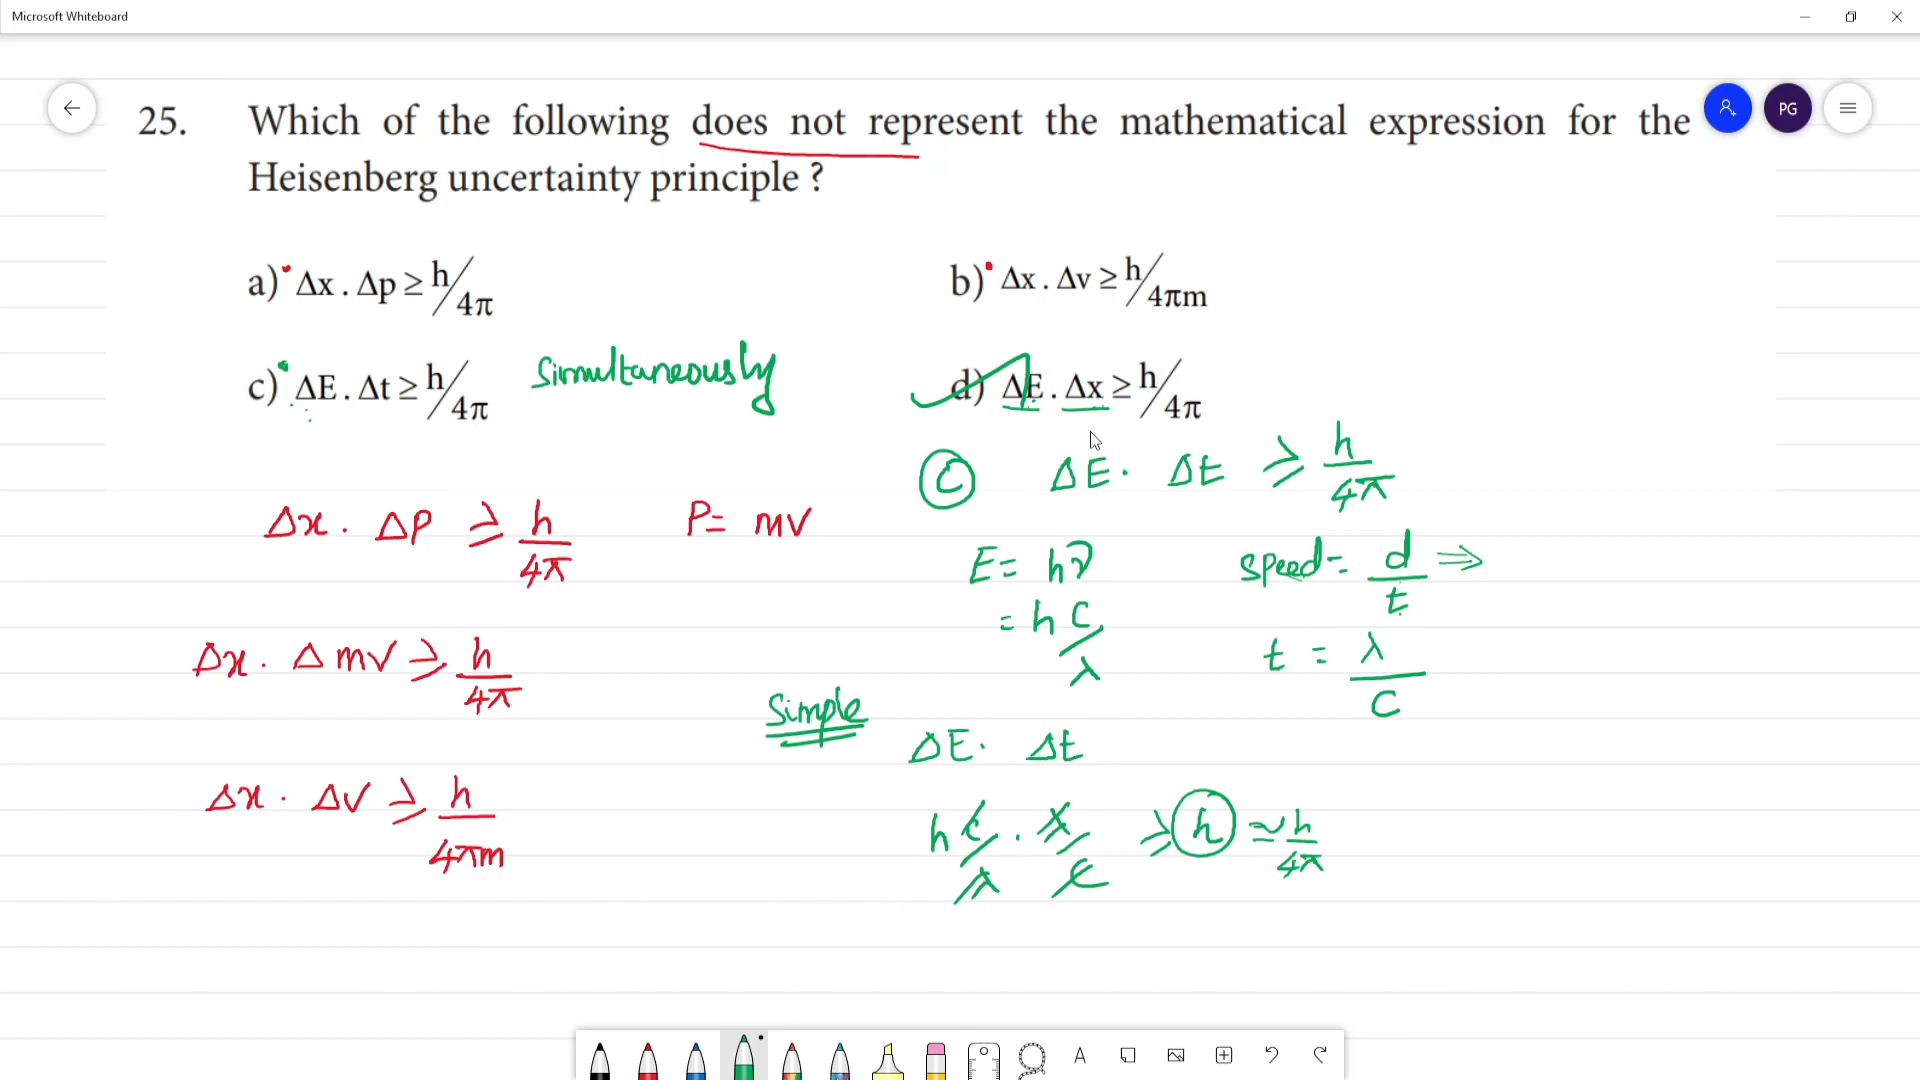 Microsoft Whiteboard
PG
25. Which of the following does not represent the mathematical expression for the
Heisenberg uncertainty principle ?
a) Δx . Δp ≥ h/4π
b) Δx . Δv ≥ h/4πm
c) ΔE . Δt ≥ h/4π
Simultaneously
d) ΔE . Δx ≥ h/4π
Δx . ΔP ≥ h/4π
P = mv
Δx . Δmv ≥ h/4π
Δx . Δv ≥ h/4πm
C ΔE . Δt ≥ h/4π
E = hν
= h c/λ
speed = d/t ⇒
t = λ/c
Simple
ΔE . Δt
h c/λ . λ/c ≥ h ≃ h/4π
A